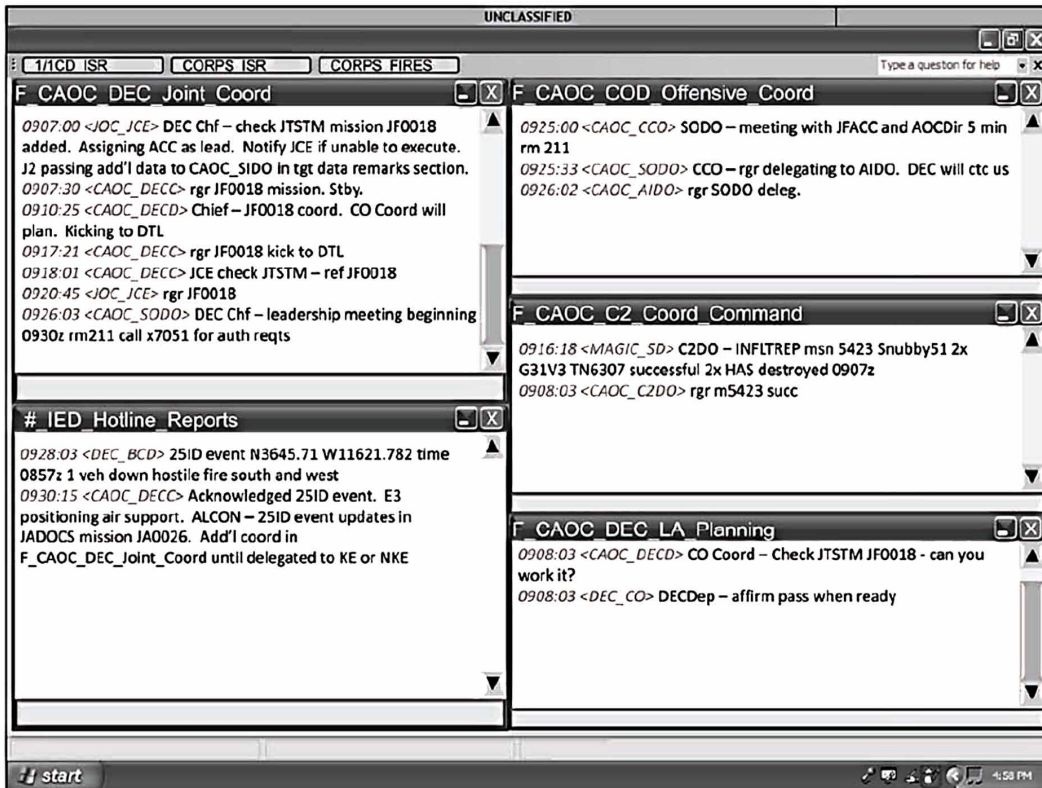 UNCLASSIFIED
1/1CD_ISR
CORPS_ISR
CORPS_FIRES
Type a question for help
F_CAOC_DEC_Joint_Coord
0907:00 <JOC_JCE> DEC Chf – check JTSTM mission JF0018
added. Assigning ACC as lead. Notify JCE if unable to execute.
J2 passing add'l data to CAOC_SIDO in tgt data remarks section.
0907:30 <CAOC_DECC> rgr JF0018 mission. Stby.
0910:25 <CAOC_DECD> Chief – JF0018 coord. CO Coord will
plan. Kicking to DTL
0917:21 <CAOC_DECC> rgr JF0018 kick to DTL
0918:01 <CAOC_DECC> JCE check JTSTM – ref JF0018
0920:45 <JOC_JCE> rgr JF0018
0926:03 <CAOC_SODO> DEC Chf – leadership meeting beginning
0930z rm211 call x7051 for auth reqts
#_IED_Hotline_Reports
0928:03 <DEC_BCD> 25ID event N3645.71 W11621.782 time
0857z 1 veh down hostile fire south and west
0930:15 <CAOC_DECC> Acknowledged 25ID event. E3
positioning air support. ALCON – 25ID event updates in
JADOCS mission JA0026. Add'l coord in
F_CAOC_DEC_Joint_Coord until delegated to KE or NKE
F_CAOC_COD_Offensive_Coord
0925:00 <CAOC_CCO> SODO – meeting with JFACC and AOCDir 5 min
rm 211
0925:33 <CAOC_SODO> CCO – rgr delegating to AIDO. DEC will ctc us
0926:02 <CAOC_AIDO> rgr SODO deleg.
F_CAOC_C2_Coord_Command
0916:18 <MAGIC_SD> C2DO – INFLTREP msn 5423 Snubby51 2x
G31V3 TN6307 successful 2x HAS destroyed 0907z
0908:03 <CAOC_C2DO> rgr m5423 succ
F_CAOC_DEC_LA_Planning
0908:03 <CAOC_DECD> CO Coord – Check JTSTM JF0018 - can you
work it?
0908:03 <DEC_CO> DECDep – affirm pass when ready
start
4:58 PM